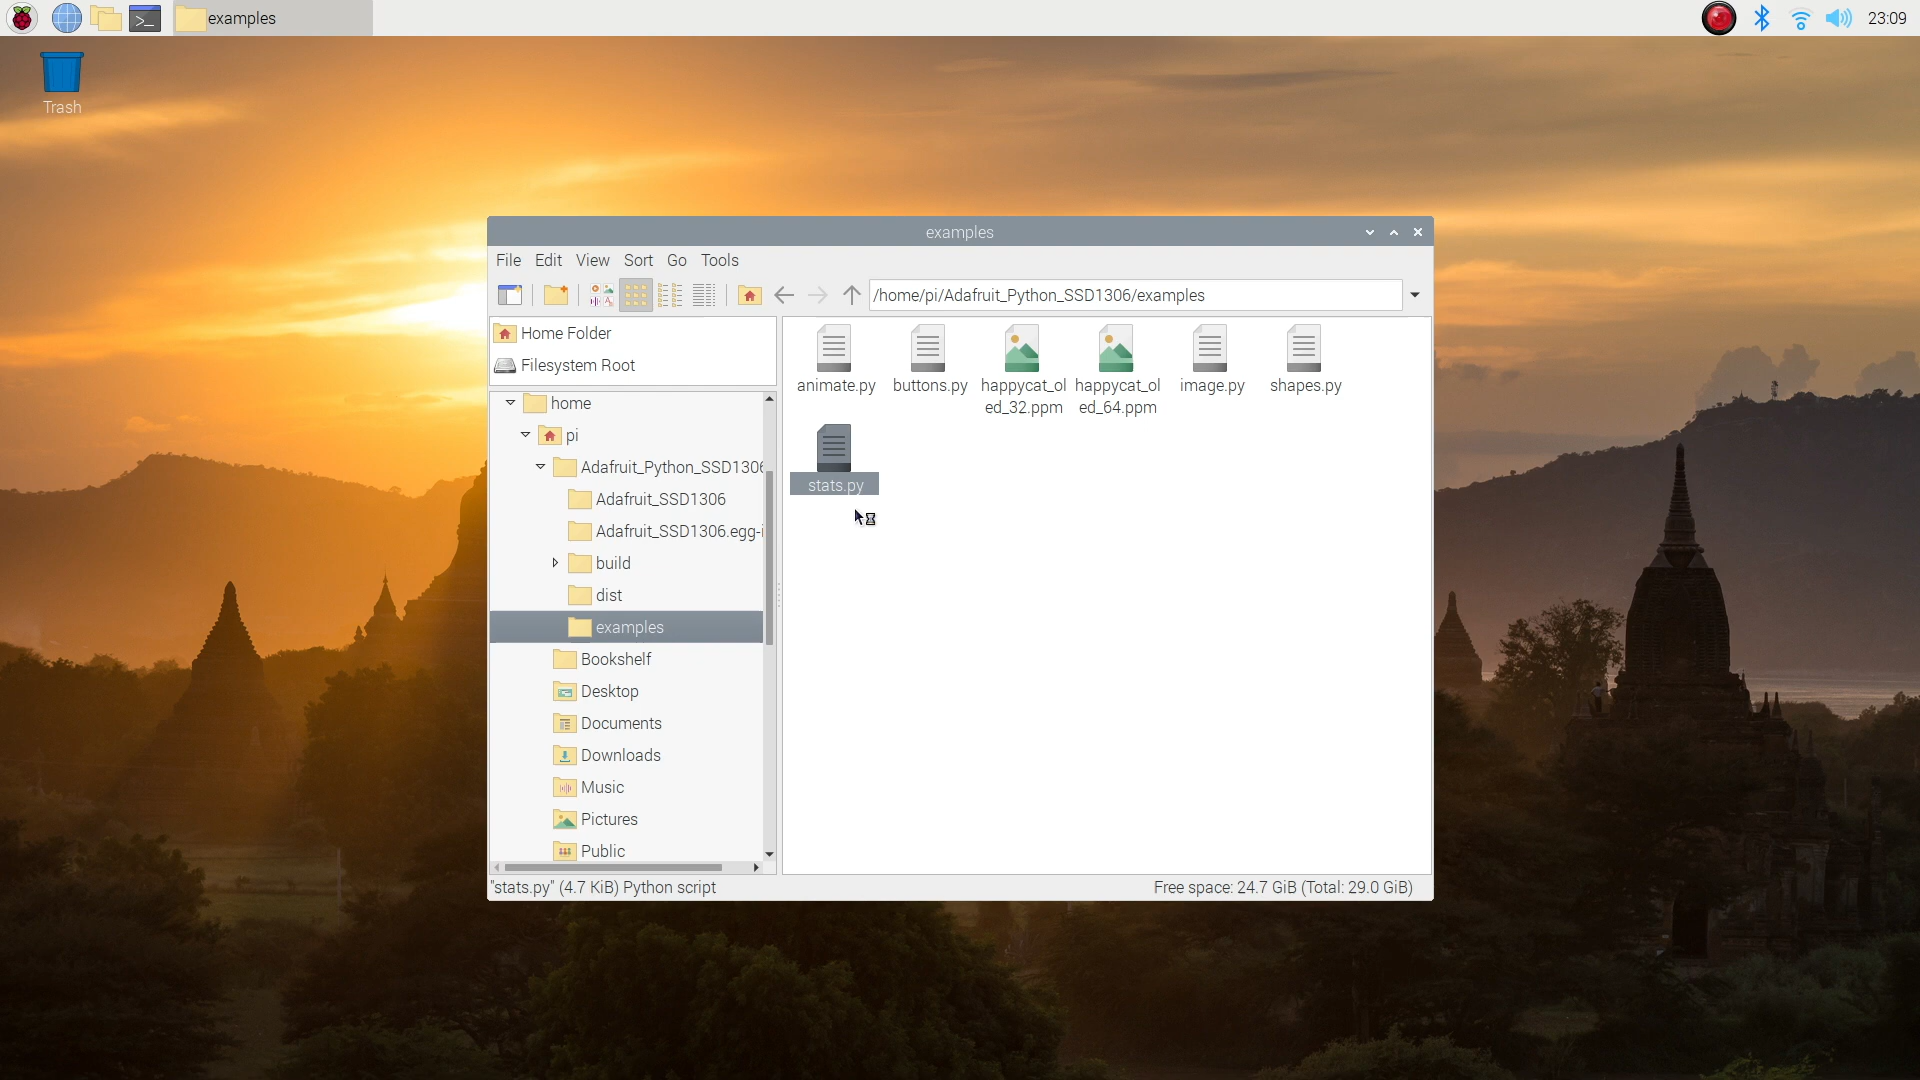 examples
23:09
Trash
examples
File Edit View Sort Go Tools
/home/pi/Adafruit_Python_SSD1306/examples
Home Folder
Filesystem Root
home
pi
Adafruit_Python_SSD1306
Adafruit_SSD1306
Adafruit_SSD1306.egg-i
build
dist
examples
Bookshelf
Desktop
Documents
Downloads
Music
Pictures
Public
animate.py
buttons.py
happycat_ol
ed_32.ppm
happycat_ol
ed_64.ppm
image.py
shapes.py
stats.py
"stats.py" (4.7 KiB) Python script
Free space: 24.7 GiB (Total: 29.0 GiB)